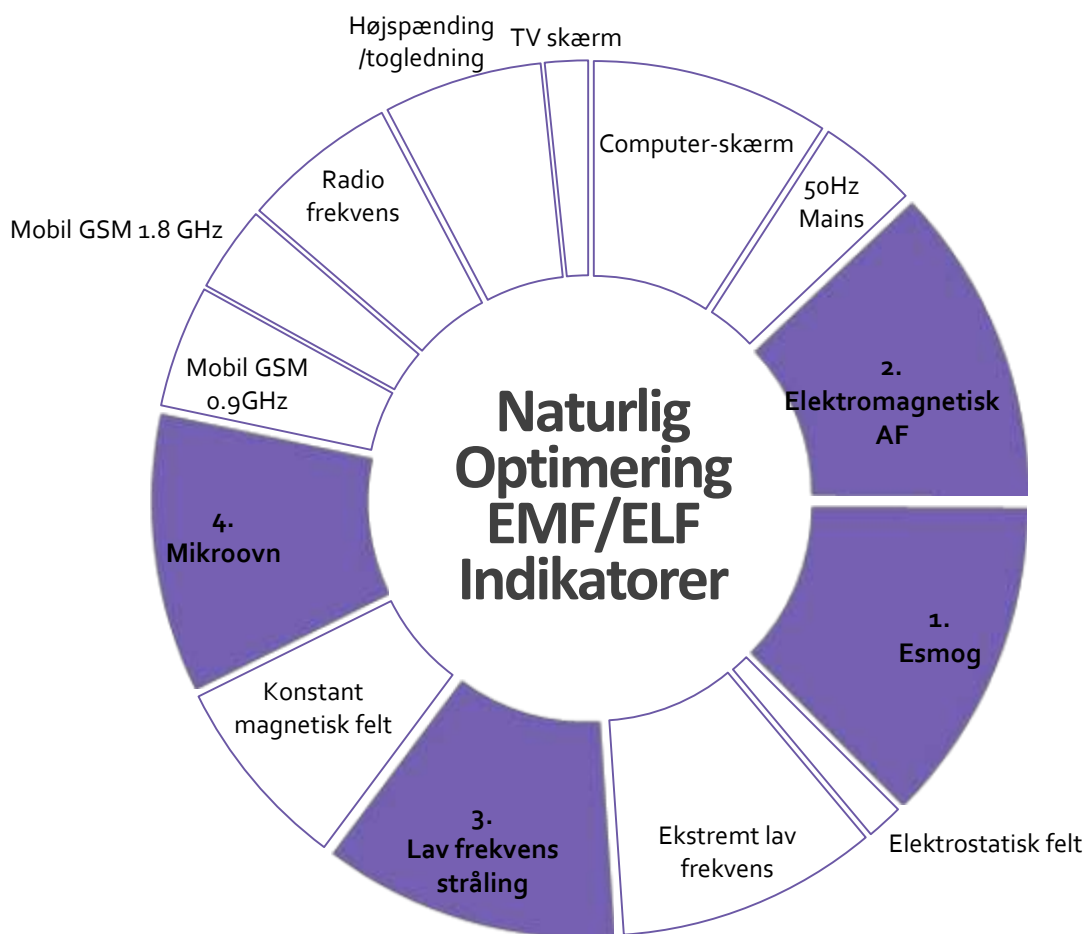 Højspænding
/togledning
TV skærm
Computer-skærm
50Hz
Mains
Radio
frekvens
Mobil GSM 1.8 GHz
Mobil GSM
0.9GHz
2.
Elektromagnetisk
AF
Naturlig
Optimering
EMF/ELF
Indikatorer
4.
Mikroovn
1.
Esmog
Konstant
magnetisk felt
3.
Lav frekvens
stråling
Ekstremt lav
frekvens
Elektrostatisk felt